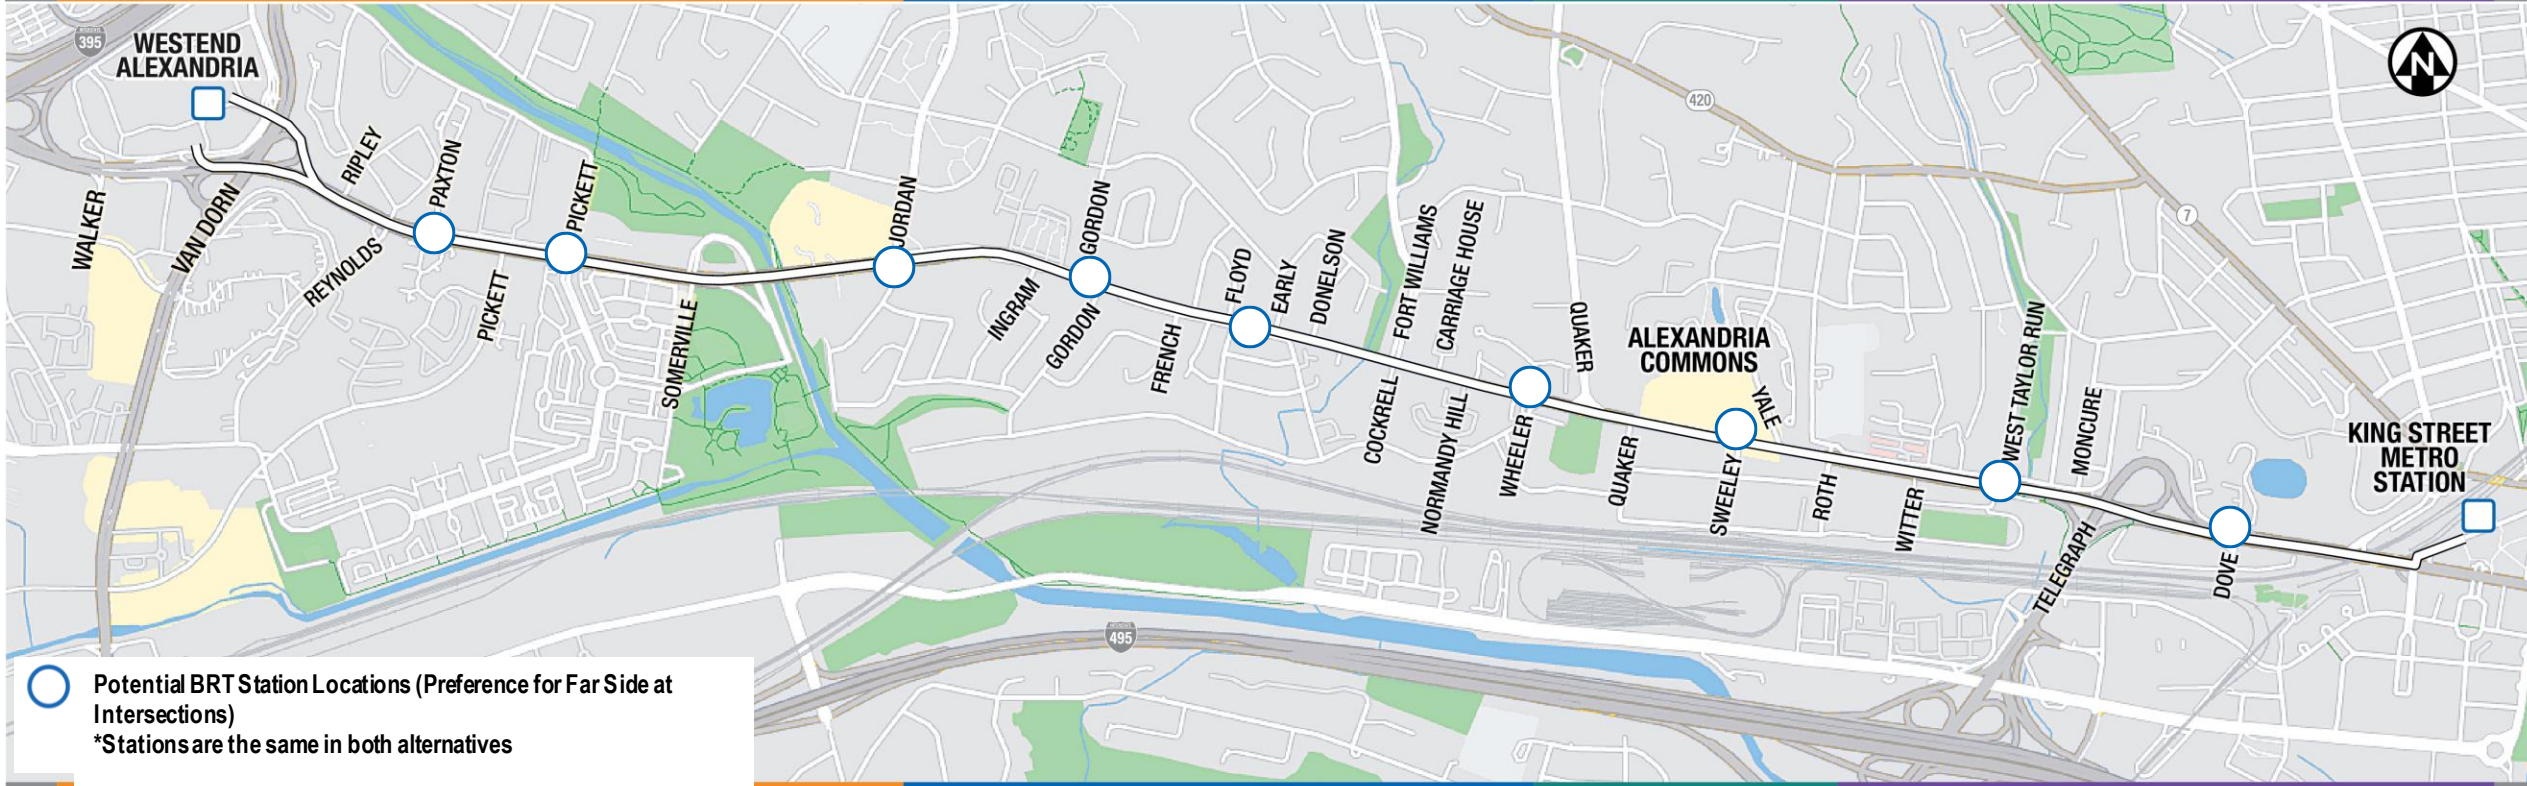 395
WESTEND
ALEXANDRIA
WALKER
VAN DORN
RIPLEY
REYNOLDS
PAXTON
PICKETT
PICKETT
SOMERVILLE
JORDAN
INGRAM
GORDON
GORDON
FRENCH
FLOYD
EARLY
DONELSON
COCKRELL
FORT WILLIAMS
NORMANDY HILL
CARRIAGE HOUSE
WHEELER
QUAKER
QUAKER
ALEXANDRIA
COMMONS
SWEELEY
YALE
ROTH
WITTER
WEST TAYLOR RUN
TELEGRAPH
MONCURE
DOVE
KING STREET
METRO
STATION
420
7
N
495
Potential BRT Station Locations (Preference for Far Side at
Intersections)
*Stations are the same in both alternatives